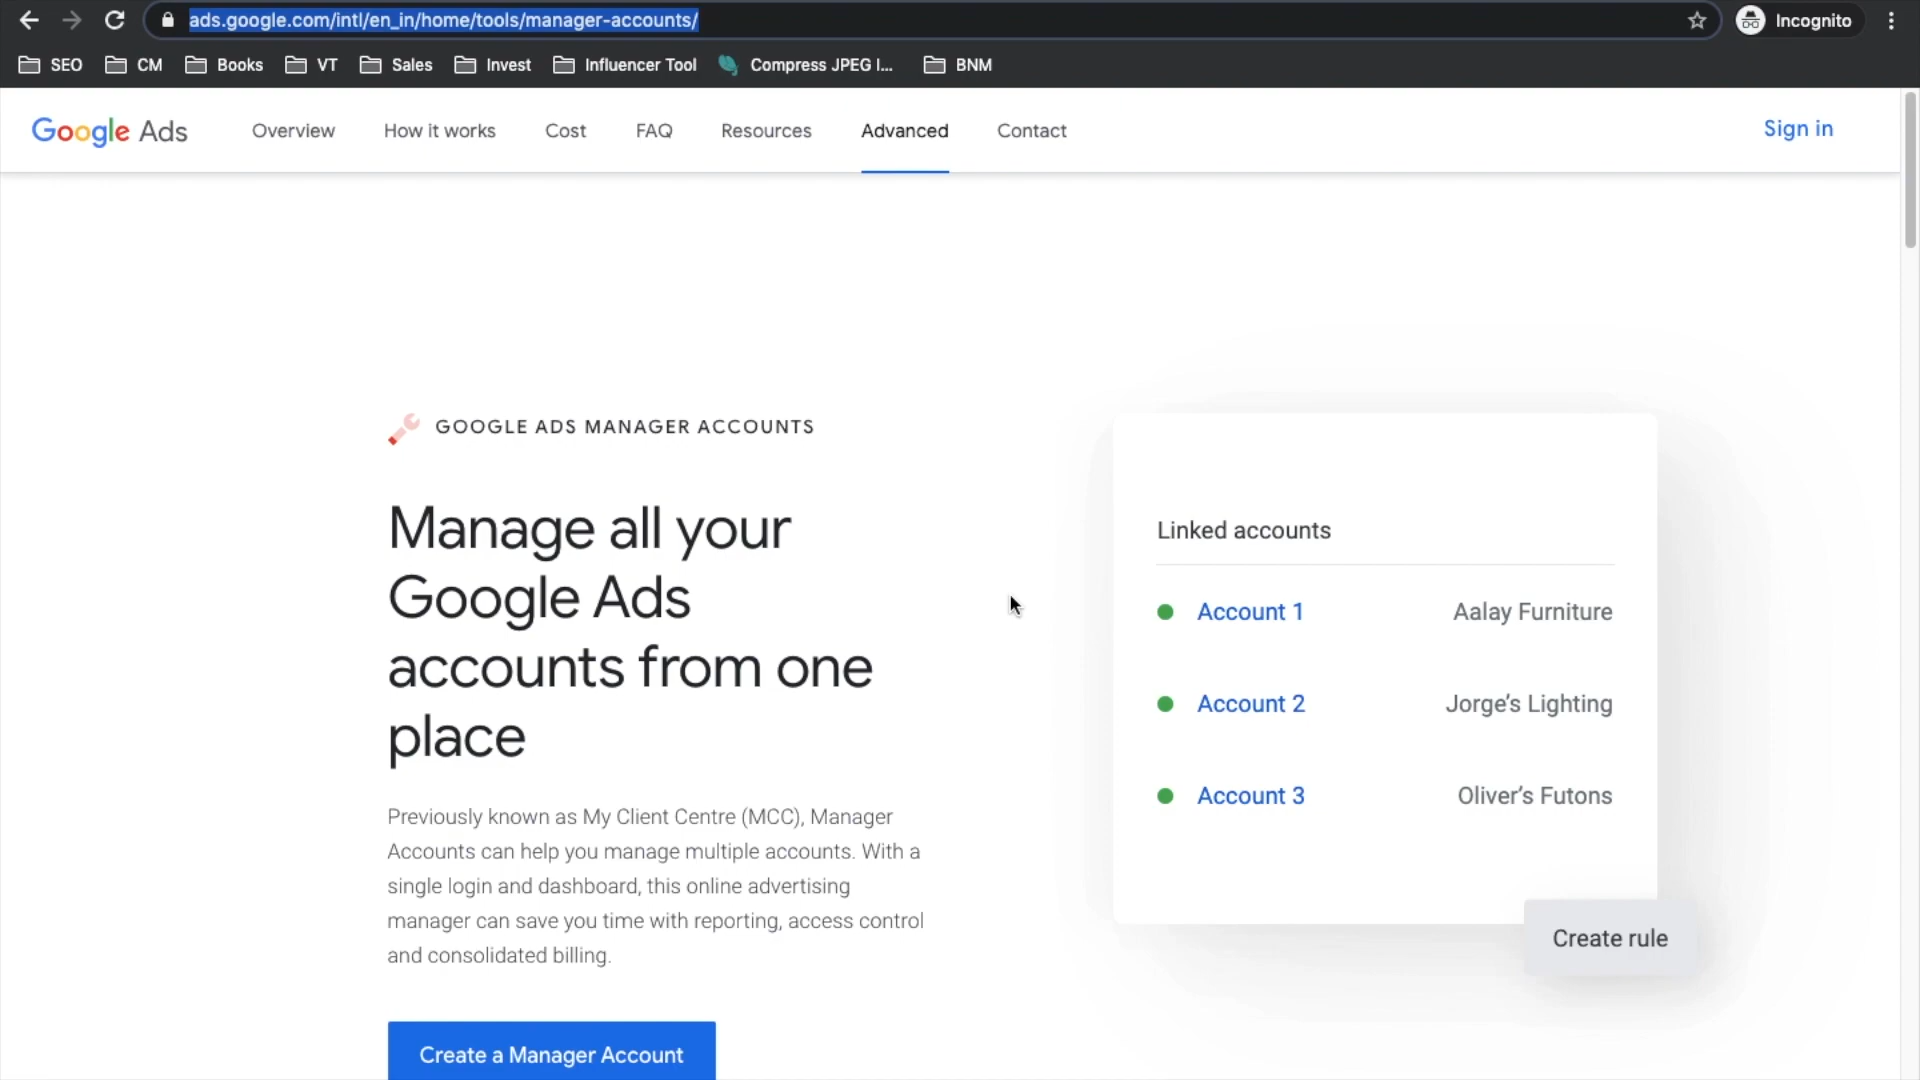 ads.google.com/intl/en_in/home/tools/manager-accounts/
Incognito
SEO CM Books VT Sales Invest Influencer Tool Compress JPEG I... BNM
Google Ads Overview How it works Cost FAQ Resources Advanced Contact Sign in
GOOGLE ADS MANAGER ACCOUNTS
Manage all your
Google Ads
accounts from one
place
Previously known as My Client Centre (MCC), Manager
Accounts can help you manage multiple accounts. With a
single login and dashboard, this online advertising
manager can save you time with reporting, access control
and consolidated billing.
Create a Manager Account
Linked accounts
Account 1 Aalay Furniture
Account 2 Jorge’s Lighting
Account 3 Oliver’s Futons
Create rule